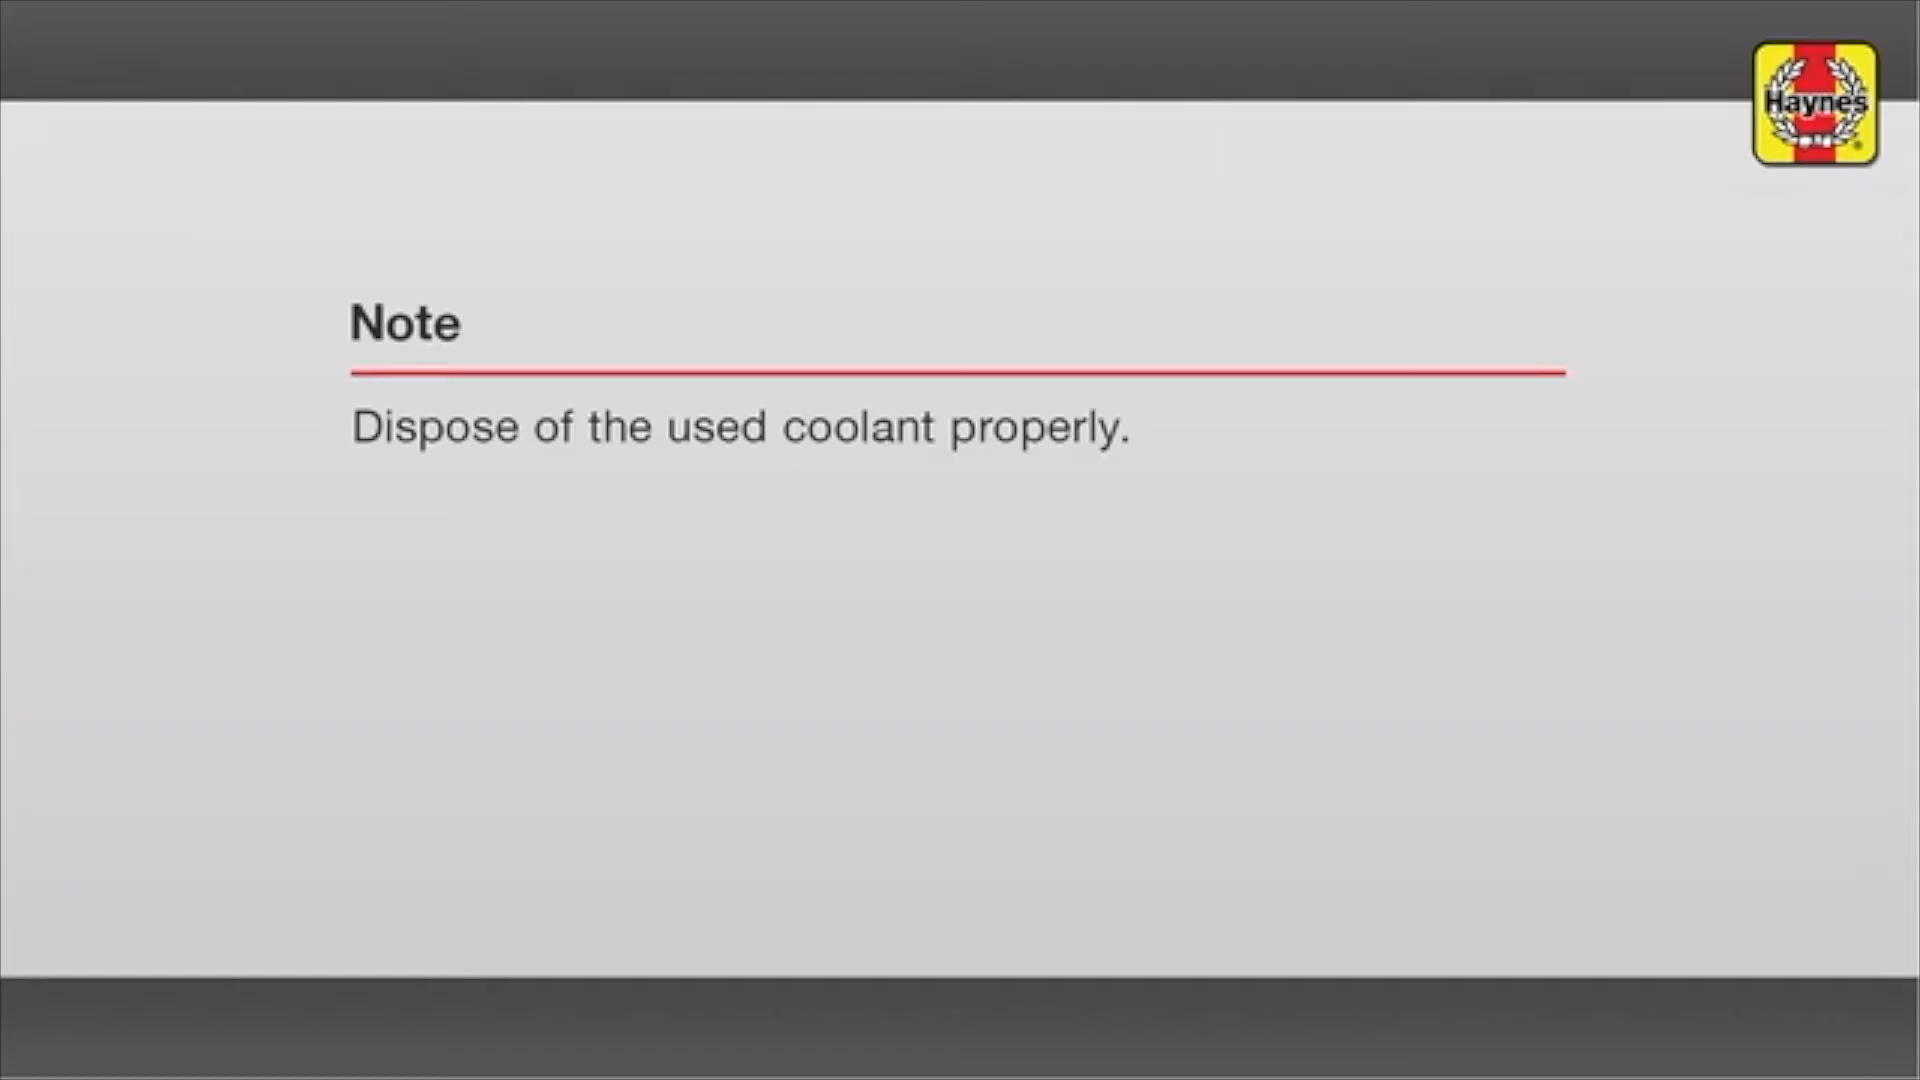 Haynes
Note
Dispose of the used coolant properly.